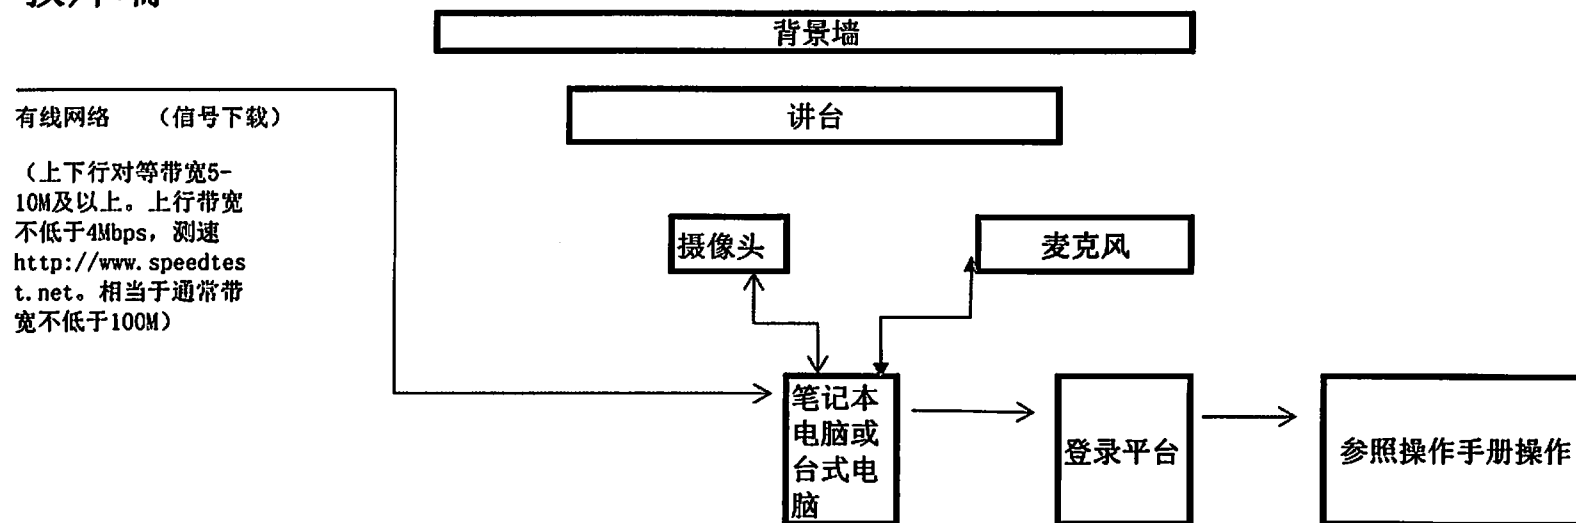 背景墙
讲台
有线网络 （信号下载）
（上下行对等带宽5-
10M及以上。上行带宽
不低于4Mbps，测速
http://www.speedtes
t.net。相当于通常带
宽不低于100M）
摄像头
麦克风
笔记本
电脑或
台式电
脑
登录平台
参照操作手册操作